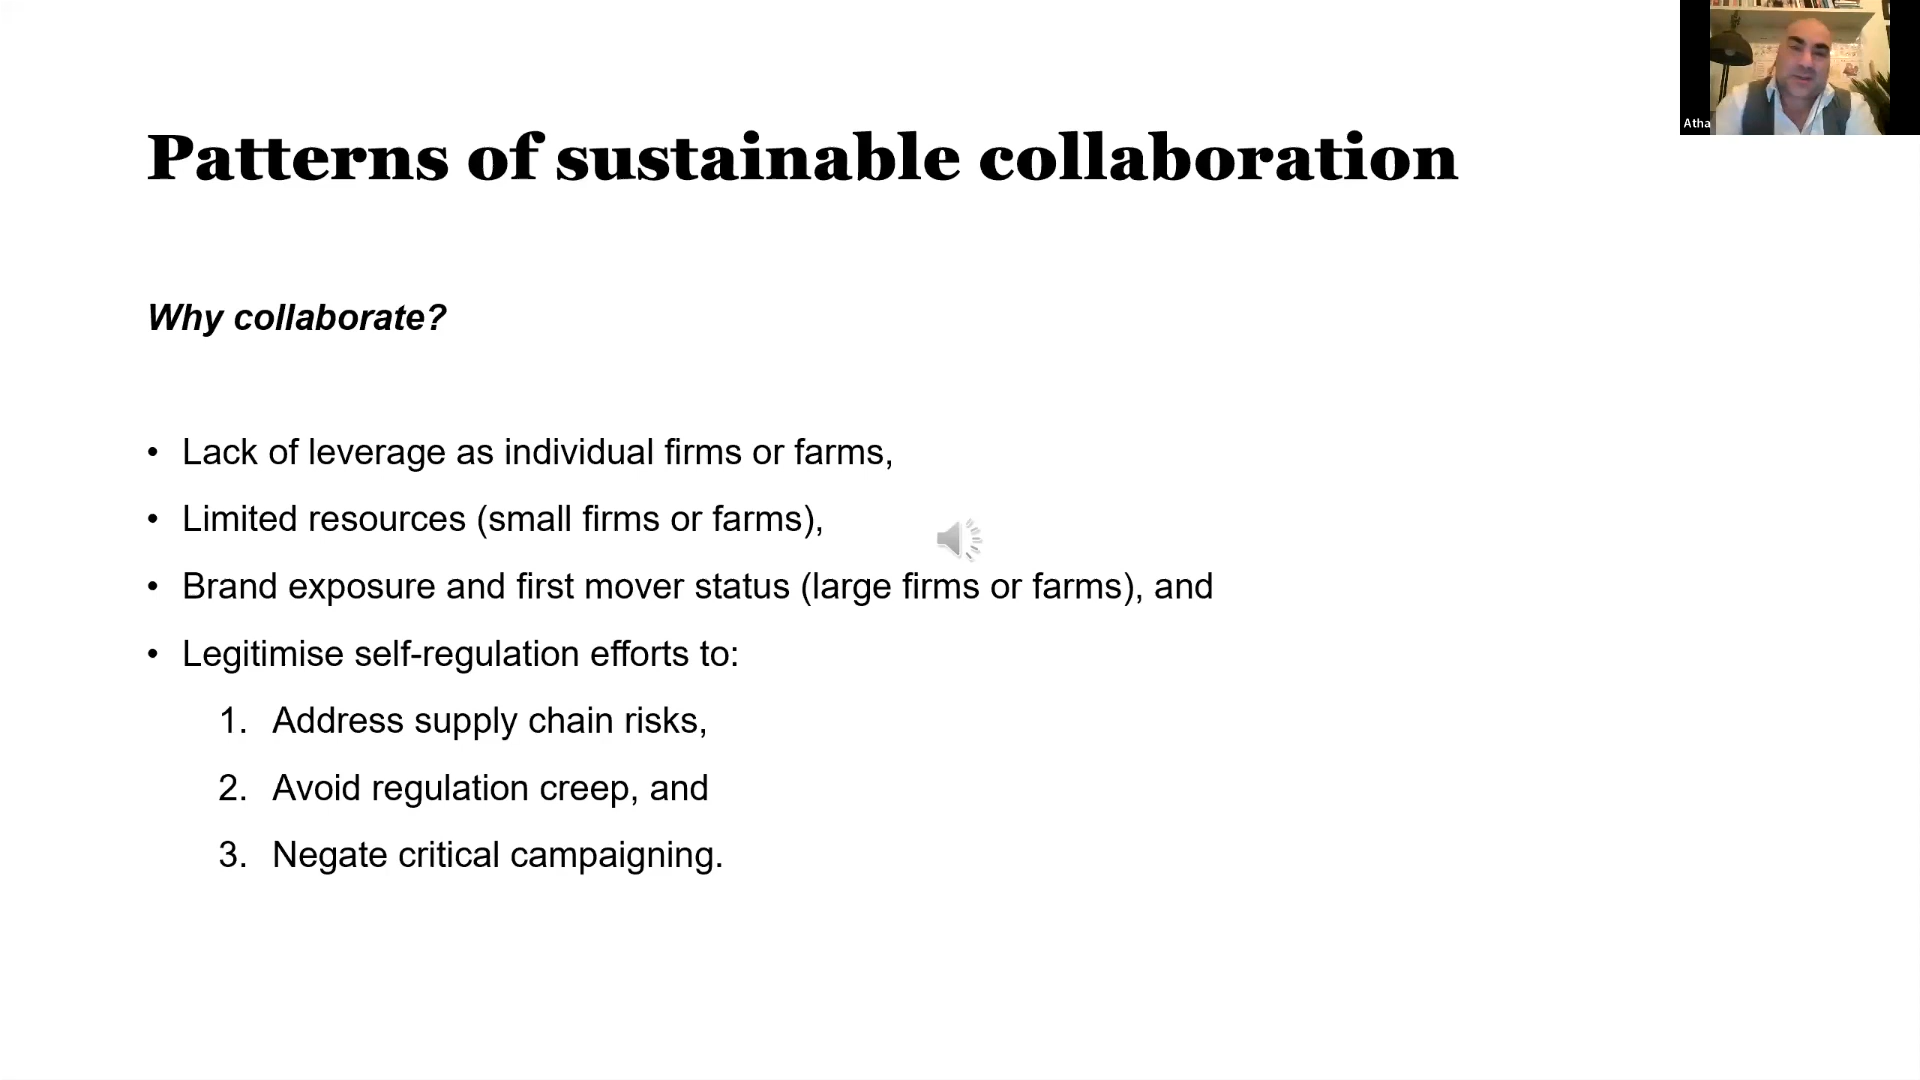 Atha
Patterns of sustainable collaboration
Why collaborate?
• Lack of leverage as individual firms or farms,
• Limited resources (small firms or farms),
• Brand exposure and first mover status (large firms or farms), and
• Legitimise self-regulation efforts to:
1. Address supply chain risks,
2. Avoid regulation creep, and
3. Negate critical campaigning.